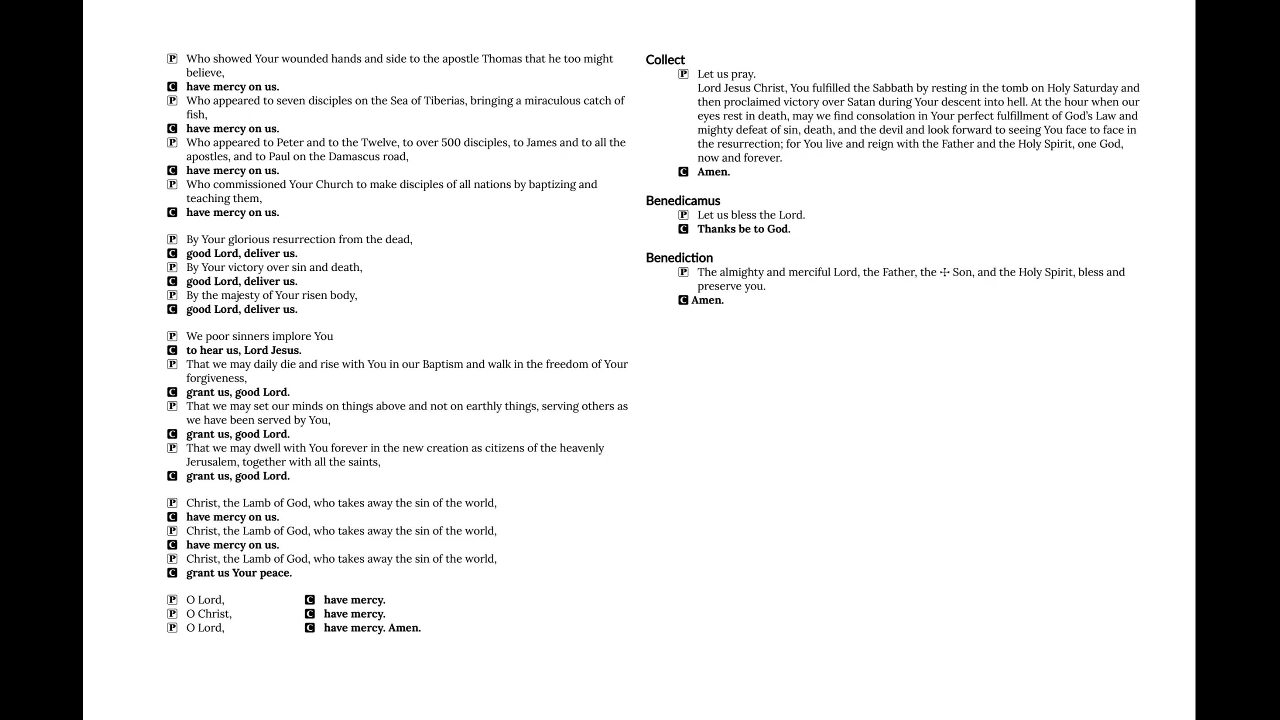 P Who showed Your wounded hands and side to the apostle Thomas that he too might
believe,
C have mercy on us.
P Who appeared to seven disciples on the Sea of Tiberias, bringing a miraculous catch of
fish,
C have mercy on us.
P Who appeared to Peter and to the Twelve, to over 500 disciples, to James and to all the
apostles, and to Paul on the Damascus road,
C have mercy on us.
P Who commissioned Your Church to make disciples of all nations by baptizing and
teaching them,
C have mercy on us.
P By Your glorious resurrection from the dead,
C good Lord, deliver us.
P By Your victory over sin and death,
C good Lord, deliver us.
P By the majesty of Your risen body,
C good Lord, deliver us.
P We poor sinners implore You
C to hear us, Lord Jesus.
P That we may daily die and rise with You in our Baptism and walk in the freedom of Your
forgiveness,
C grant us, good Lord.
P That we may set our minds on things above and not on earthly things, serving others as
we have been served by You,
C grant us, good Lord.
P That we may dwell with You forever in the new creation as citizens of the heavenly
Jerusalem, together with all the saints,
C grant us, good Lord.
P Christ, the Lamb of God, who takes away the sin of the world,
C have mercy on us.
P Christ, the Lamb of God, who takes away the sin of the world,
C have mercy on us.
P Christ, the Lamb of God, who takes away the sin of the world,
C grant us Your peace.
P O Lord, C have mercy.
P O Christ, C have mercy.
P O Lord, C have mercy. Amen.
Collect
P Let us pray.
Lord Jesus Christ, You fulfilled the Sabbath by resting in the tomb on Holy Saturday and
then proclaimed victory over Satan during Your descent into hell. At the hour when our
eyes rest in death, may we find consolation in Your perfect fulfillment of God's Law and
mighty defeat of sin, death, and the devil and look forward to seeing You face to face in
the resurrection; for You live and reign with the Father and the Holy Spirit, one God,
now and forever.
C Amen.
Benedicamus
P Let us bless the Lord.
C Thanks be to God.
Benediction
P The almighty and merciful Lord, the Father, the ☩ Son, and the Holy Spirit, bless and
preserve you.
C Amen.